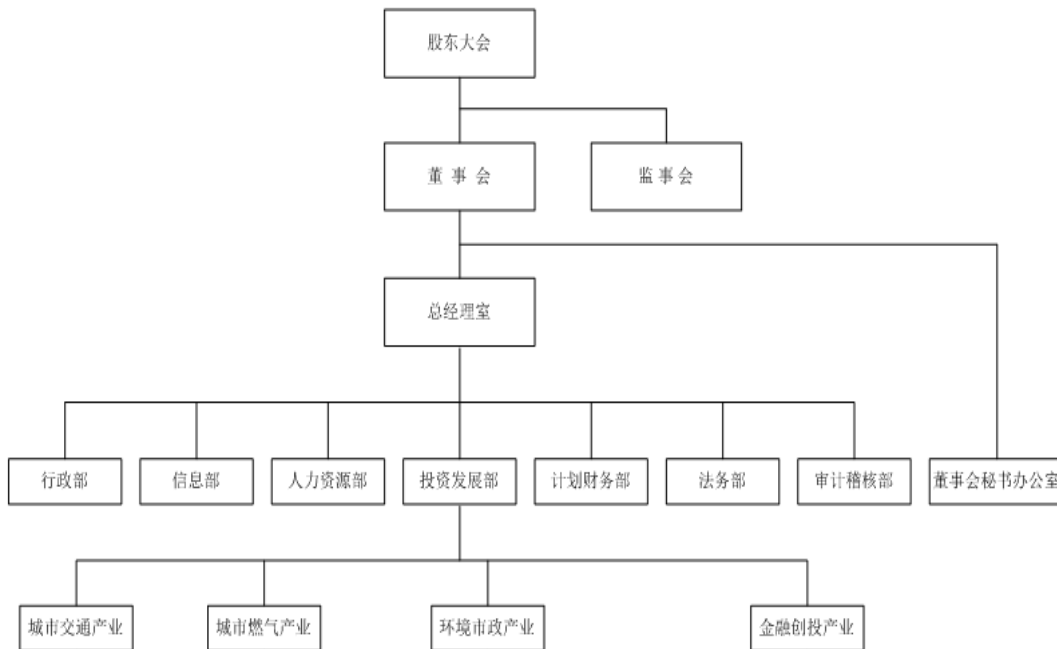 股东大会
董 事 会
监 事 会
总经理室
行政部
信息部
人力资源部
投资发展部
计划财务部
法务部
审计稽核部
董事会秘书办公室
城市交通产业
城市燃气产业
环境市政产业
金融创投产业